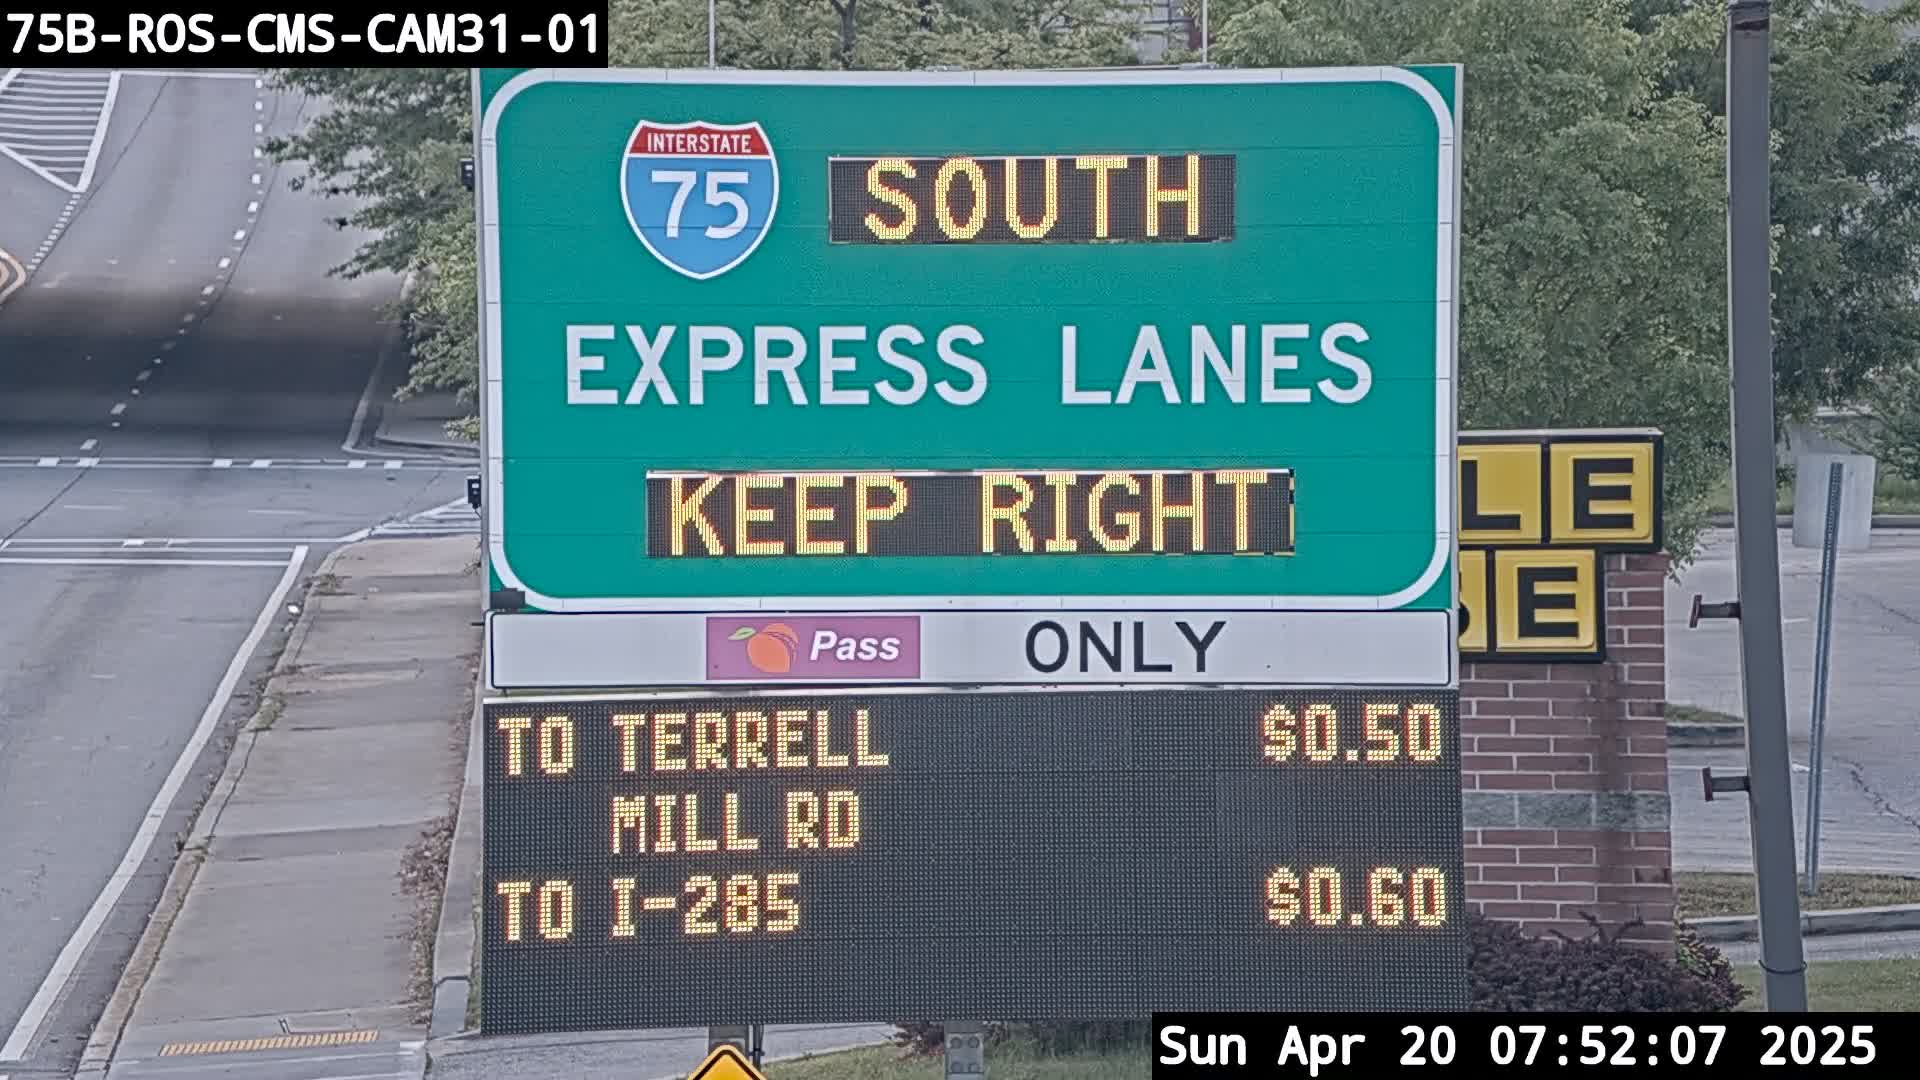 75B-ROS-CMS-CAM31-01
INTERSTATE
75
SOUTH
EXPRESS LANES
KEEP RIGHT
Pass ONLY
TO TERRELL $0.50
MILL RD
TO I-285 $0.60
LE
E
Sun Apr 20 07:52:07 2025